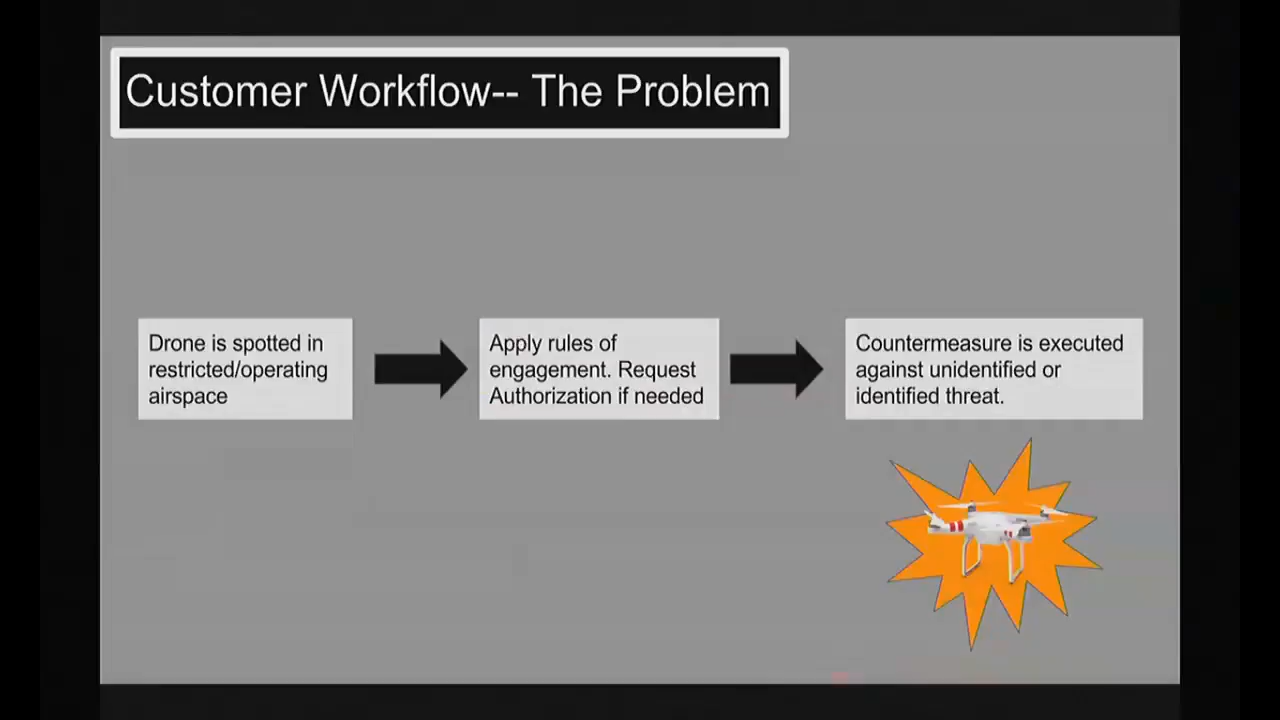 Customer Workflow-- The Problem
Drone is spotted in
restricted/operating
airspace
Apply rules of
engagement. Request
Authorization if needed
Countermeasure is executed
against unidentified or
identified threat.